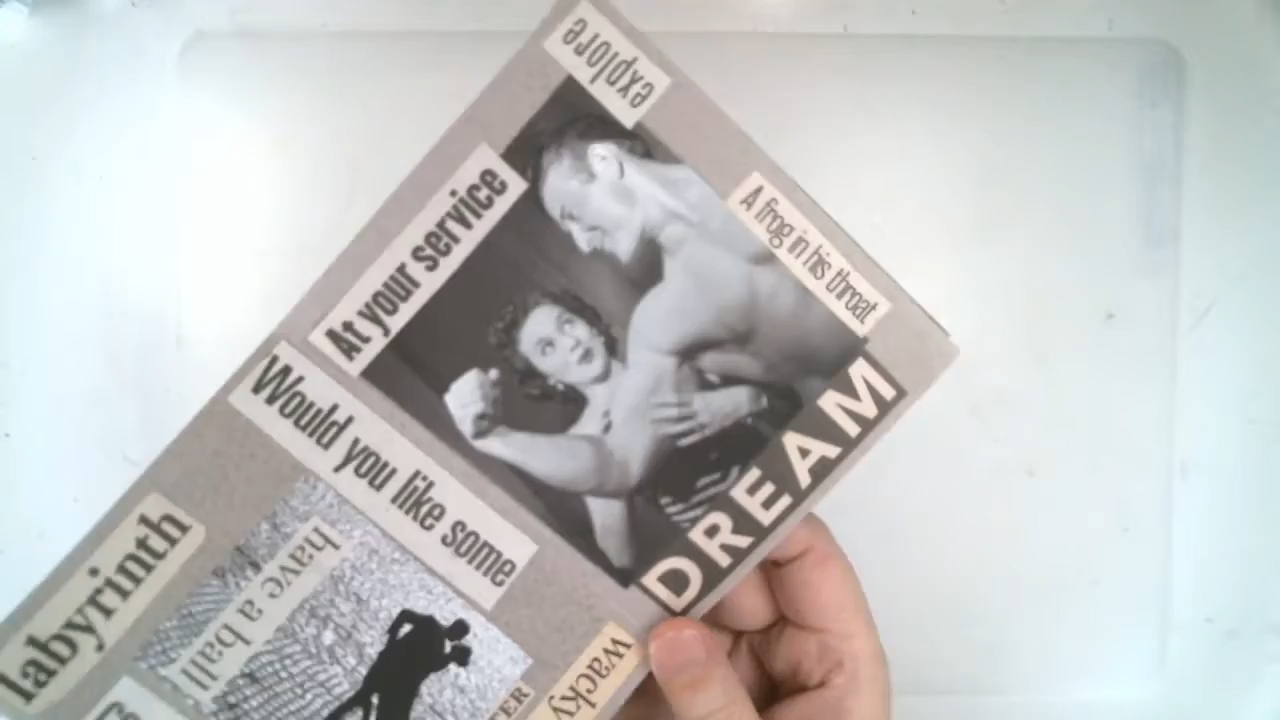 explore
A frog in his throat
At your service
DREAM
Would you like some
labyrinth
have a ball
wacky